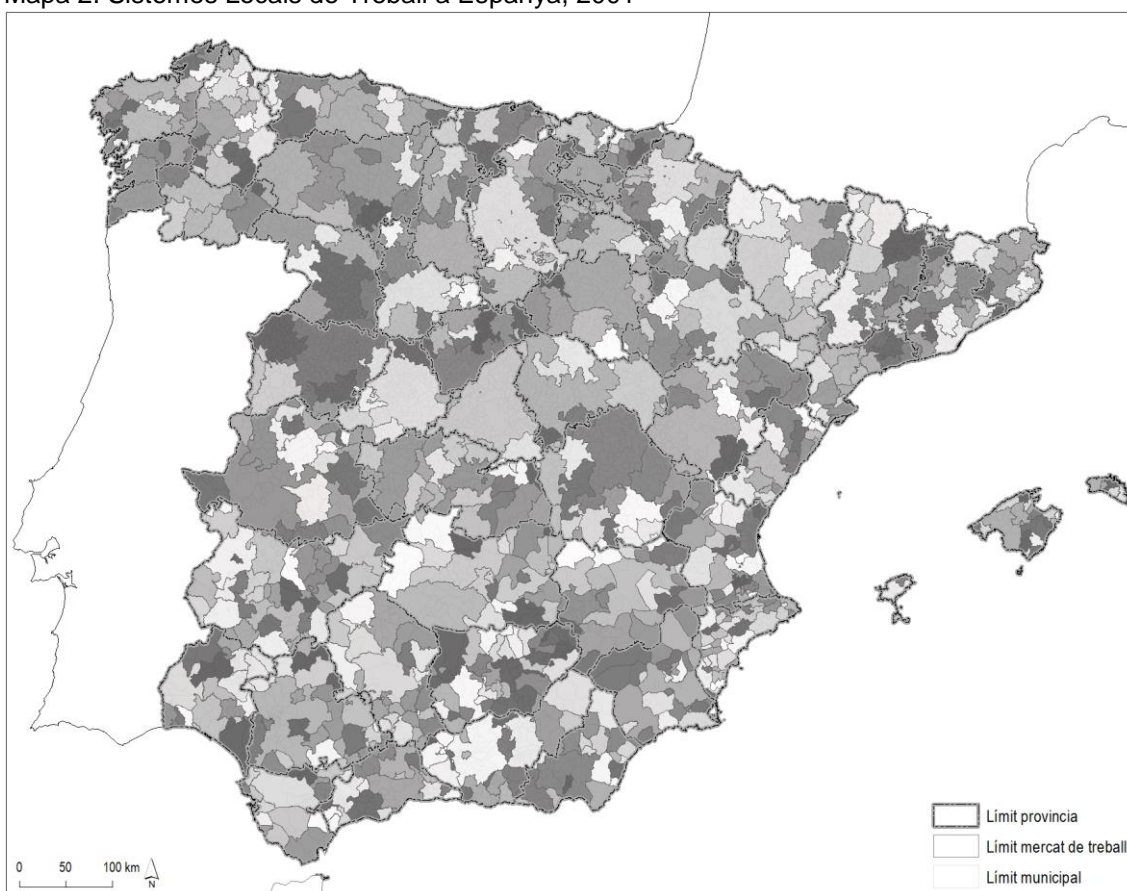 Mapa 2. Sistemes Locals de Treball a Espanya, 2001
Límit provincia
Límit mercat de treball
Límit municipal
0 50 100 km
N